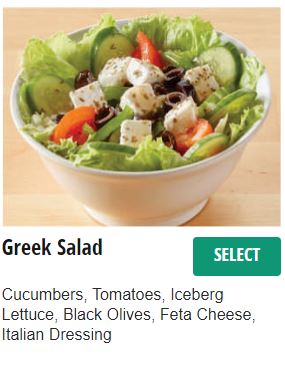 Greek Salad
SELECT
Cucumbers, Tomatoes, Iceberg
Lettuce, Black Olives, Feta Cheese,
Italian Dressing